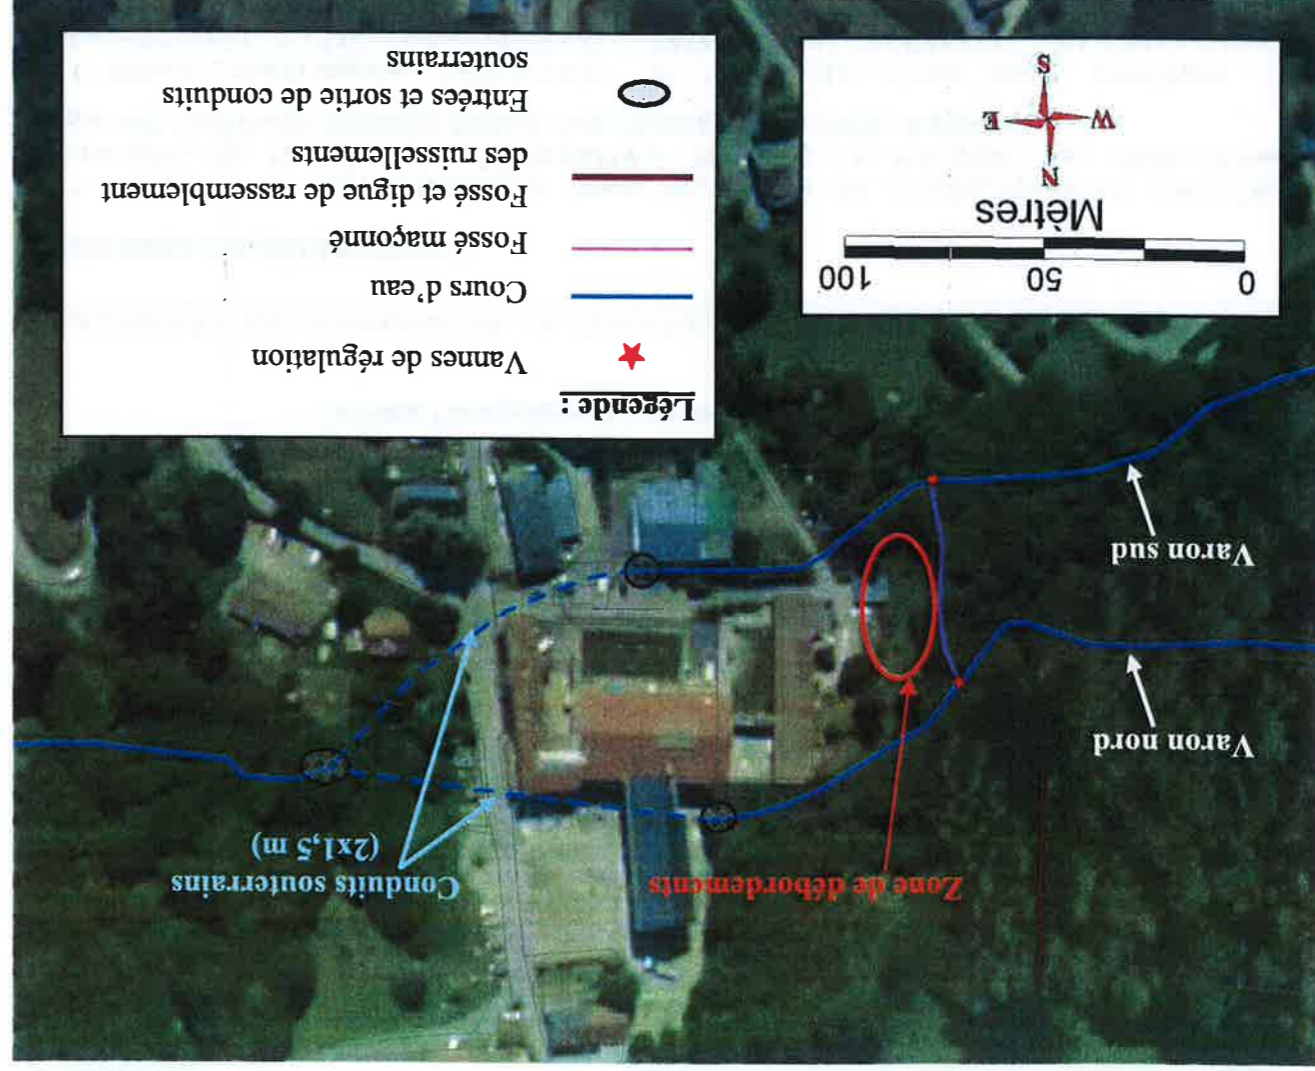 Zone de débordements
Conduits souterrains
(2x1,5 m)
Varon nord
Varon sud
Légende :
Vannes de régulation
Cours d'eau
Fossé maçonné
Fossé et digue de rassemblement
des ruissellements
Entrées et sortie de conduits
souterrains
0 50 100
Mètres
N
W E
S